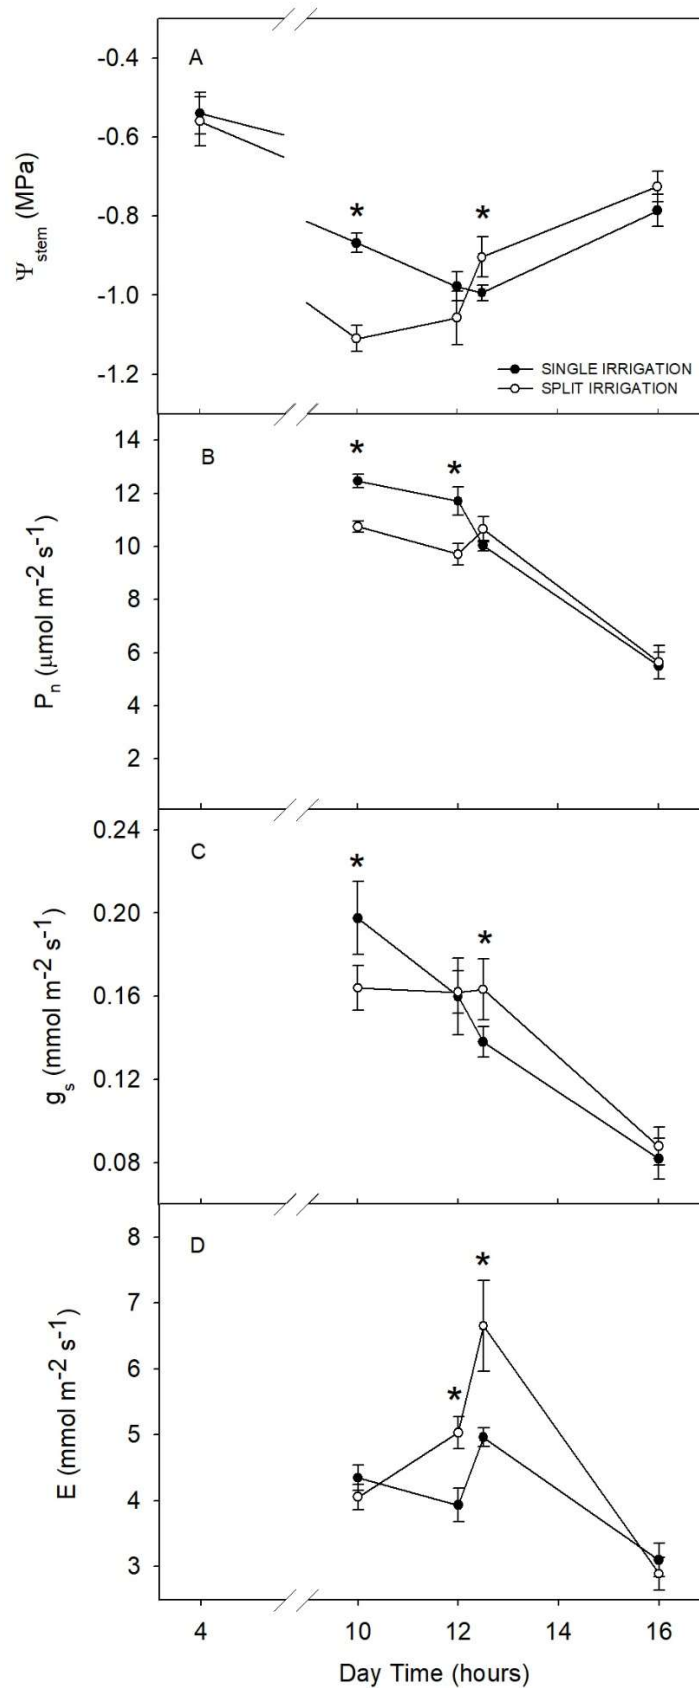 A
-0.4
-0.6
-0.8
-1.0
-1.2
Ψstem (MPa)
*
*
SINGLE IRRIGATION
SPLIT IRRIGATION
B
14
12
10
8
6
4
2
Pn (μmol m-2 s-1)
*
*
C
0.24
0.20
0.16
0.12
0.08
gs (mmol m-2 s-1)
*
*
D
8
7
6
5
4
3
E (mmol m-2 s-1)
*
*
4 10 12 14 16
Day Time (hours)